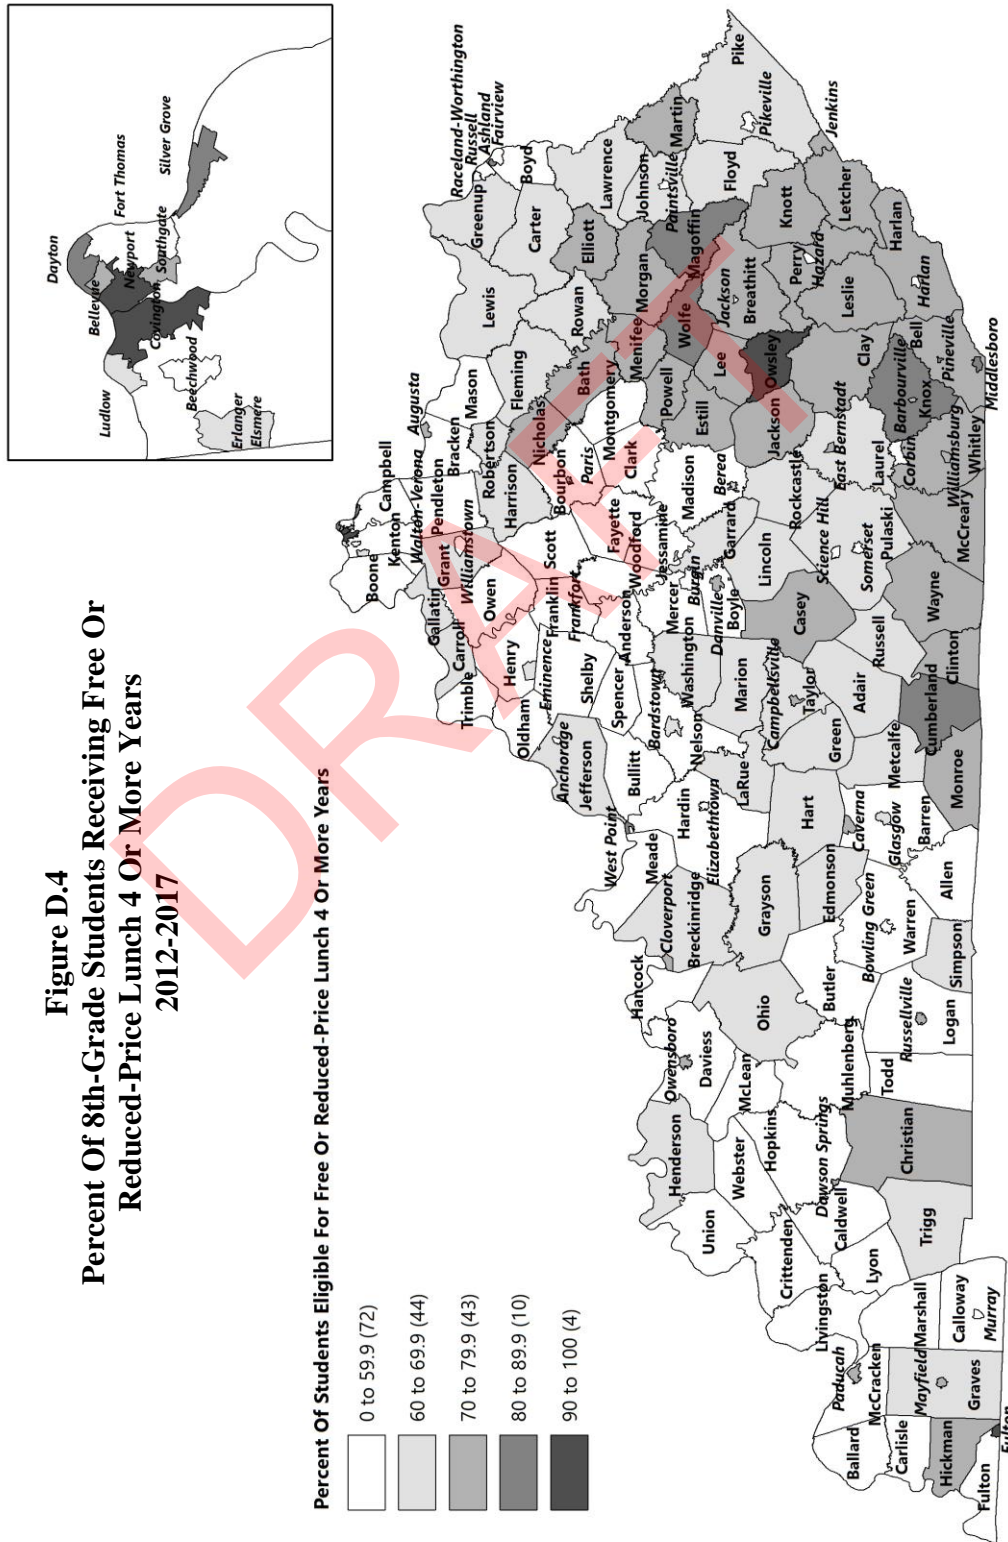 Figure D.4
Percent Of 8th-Grade Students Receiving Free Or
Reduced-Price Lunch 4 Or More Years
2012-2017
Percent Of Students Eligible For Free Or Reduced-Price Lunch 4 Or More Years
0 to 59.9 (72)
60 to 69.9 (44)
70 to 79.9 (43)
80 to 89.9 (10)
90 to 100 (4)
Dayton
Fort Thomas
Silver Grove
Bellevue
Newport
Southgate
Ludlow
Covington
Beechwood
Erlanger
Elsmere
Raceland-Worthington
Russell
Ashland
Fairview
Greenup
Boyd
Carter
Lewis
Lawrence
Elliott
Rowan
Johnson
Paintsville
Martin
Pike
Pikeville
Floyd
Magoffin
Morgan
Menifee
Wolfe
Jackson
Breathitt
Knott
Jenkins
Letcher
Perry
Hazard
Leslie
Harlan
Harlan
Bell
Pineville
Middlesboro
Clay
Barbourville
Knox
Corbin
Williamsburg
Whitley
McCreary
Laurel
East Bernstadt
Jackson
Owsley
Lee
Estill
Powell
Bath
Montgomery
Fleming
Mason
Augusta
Bracken
Robertson
Nicholas
Harrison
Bourbon
Paris
Clark
Madison
Berea
Rockcastle
Garrard
Lincoln
Science Hill
Somerset
Pulaski
Wayne
Campbell
Kenton
Boone
Walton-Verona
Pendleton
Grant
Williamstown
Gallatin
Carroll
Owen
Scott
Fayette
Woodford
Jessamine
Franklin
Frankfort
Anderson
Mercer
Burgin
Danville
Boyle
Casey
Russell
Clinton
Cumberland
Trimble
Henry
Eminence
Oldham
Shelby
Spencer
Anchorage
Jefferson
Bullitt
Bardstown
Nelson
Washington
Marion
Campbellsville
Taylor
Adair
Green
Metcalfe
Monroe
LaRue
Hardin
Elizabethtown
West Point
Meade
Hart
Caverna
Glasgow
Barren
Allen
Edmonson
Grayson
Breckinridge
Cloverport
Hancock
Ohio
Butler
Bowling Green
Warren
Simpson
Logan
Russellville
Owensboro
Daviess
McLean
Muhlenberg
Todd
Henderson
Webster
Hopkins
Dawson Springs
Christian
Union
Crittenden
Caldwell
Lyon
Trigg
Livingston
Marshall
Calloway
Murray
Paducah
McCracken
Mayfield
Graves
Ballard
Carlisle
Hickman
Fulton
Fulton
DRAFT